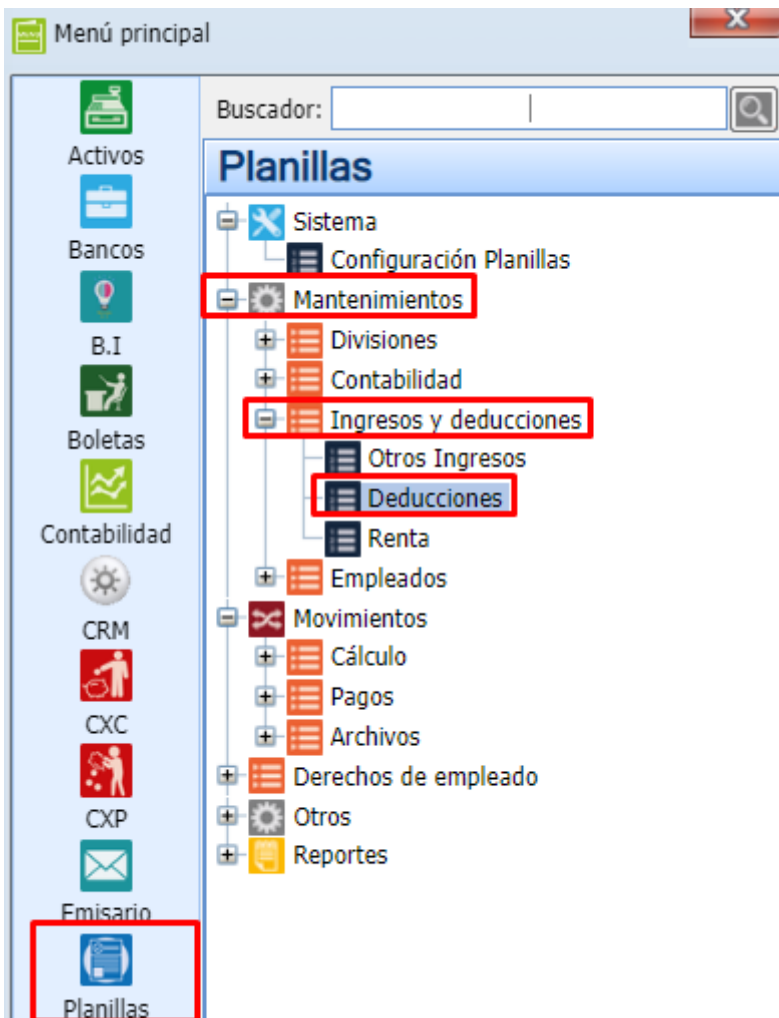 Menú principal
Buscador:
Activos
Bancos
B.I
Boletas
Contabilidad
CRM
CXC
CXP
Emisario
Planillas
Planillas
Sistema
Configuración Planillas
Mantenimientos
Divisiones
Contabilidad
Ingresos y deducciones
Otros Ingresos
Deducciones
Renta
Empleados
Movimientos
Cálculo
Pagos
Archivos
Derechos de empleado
Otros
Reportes